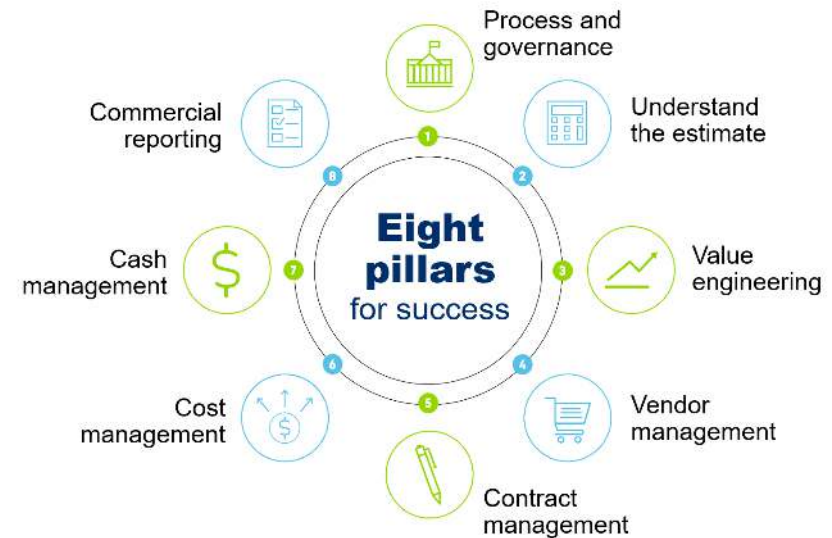 Eight
pillars
for success
1
Process and
governance
2
Understand
the estimate
3
Value
engineering
4
Vendor
management
5
Contract
management
6
Cost
management
7
Cash
management
8
Commercial
reporting
$
$